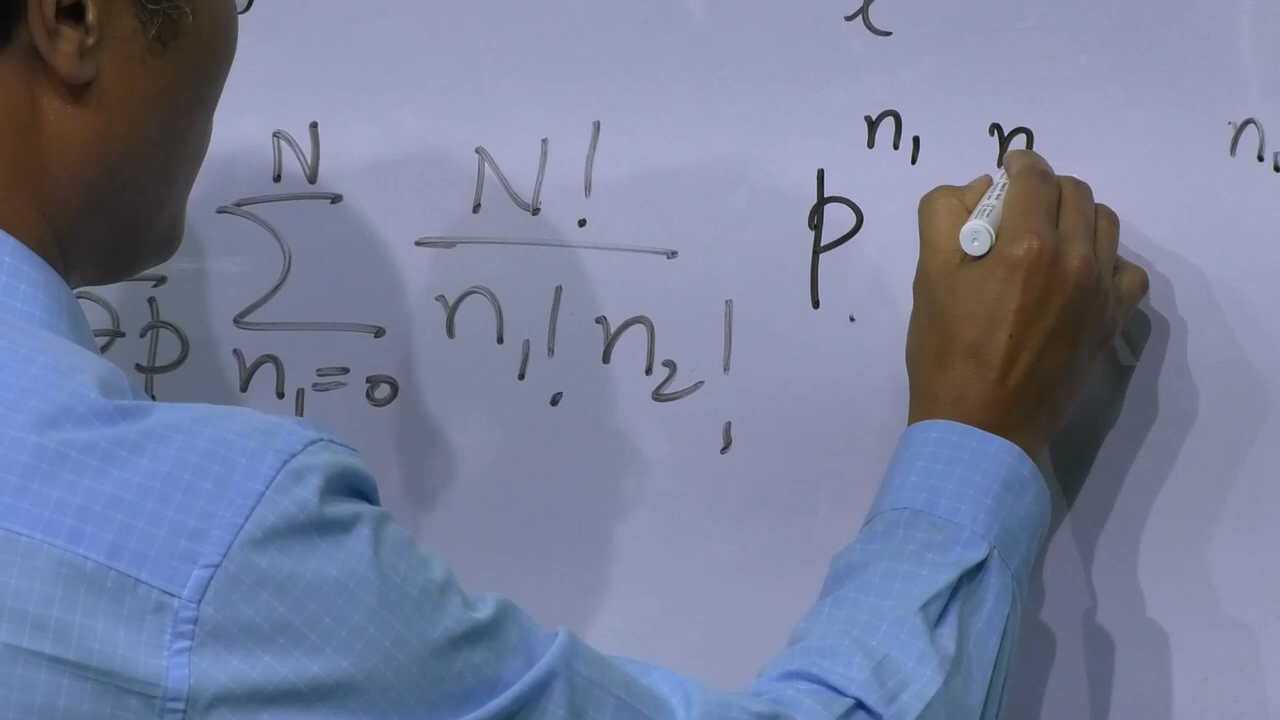 x
∂p ∑_{n₁=0}^{N} N! / n₁! n₂! p^{n₁} n n